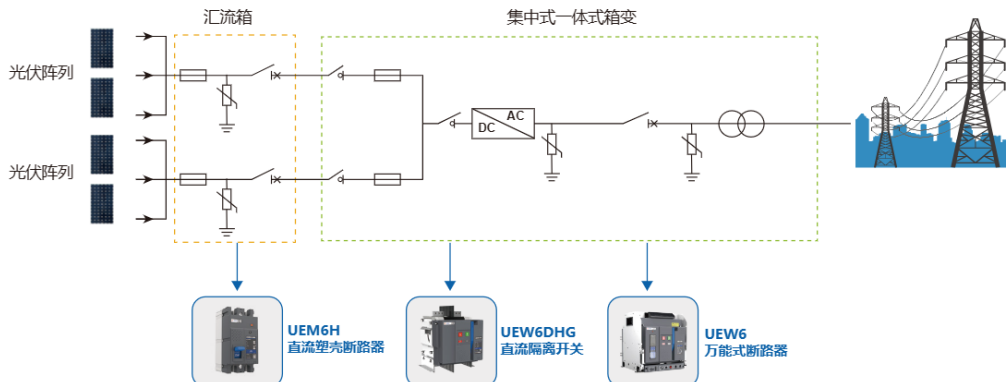 汇流箱
集中式一体式箱变
光伏阵列
AC
DC
光伏阵列
UEM6H
直流塑壳断路器
UEW6DHG
直流隔离开关
UEW6
万能式断路器